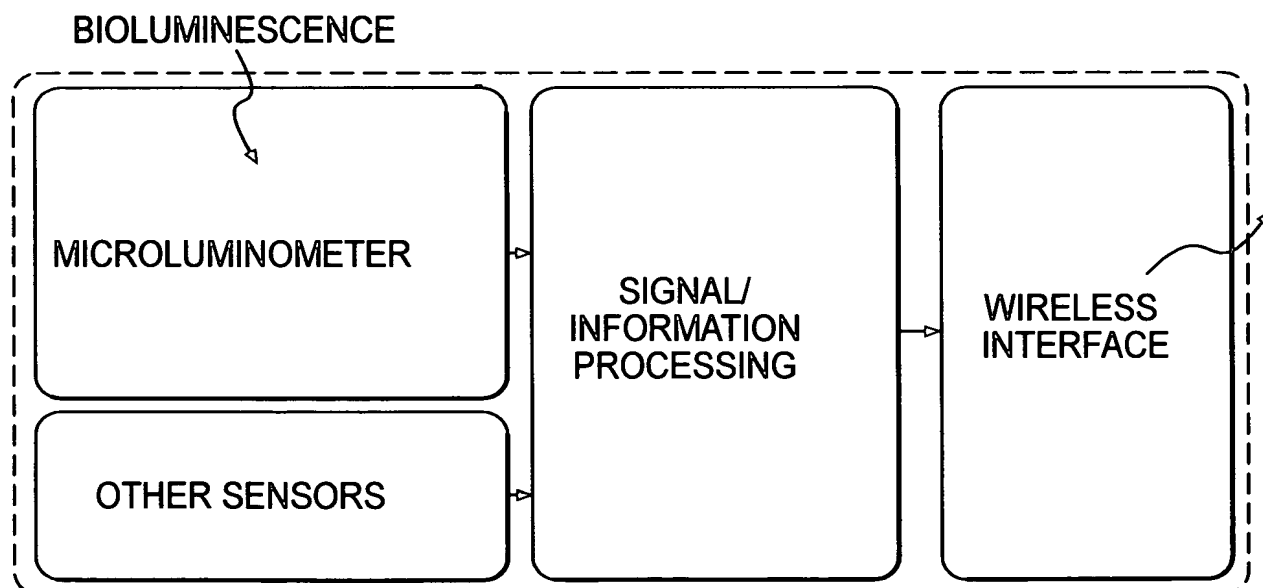 BIOLUMINESCENCE
MICROLUMINOMETER
OTHER SENSORS
SIGNAL/
INFORMATION
PROCESSING
WIRELESS
INTERFACE